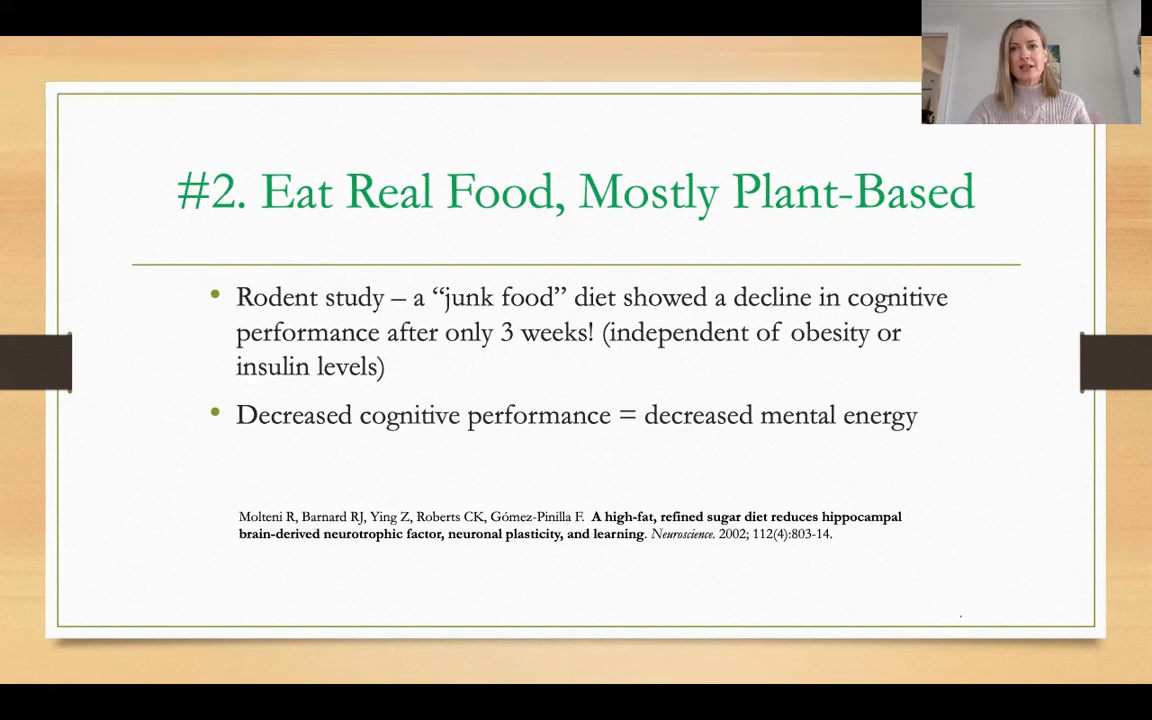 #2. Eat Real Food, Mostly Plant-Based
• Rodent study – a “junk food” diet showed a decline in cognitive
performance after only 3 weeks! (independent of obesity or
insulin levels)
• Decreased cognitive performance = decreased mental energy
Molteni R, Barnard RJ, Ying Z, Roberts CK, Gómez-Pinilla F. A high-fat, refined sugar diet reduces hippocampal
brain-derived neurotrophic factor, neuronal plasticity, and learning. Neuroscience. 2002; 112(4):803-14.